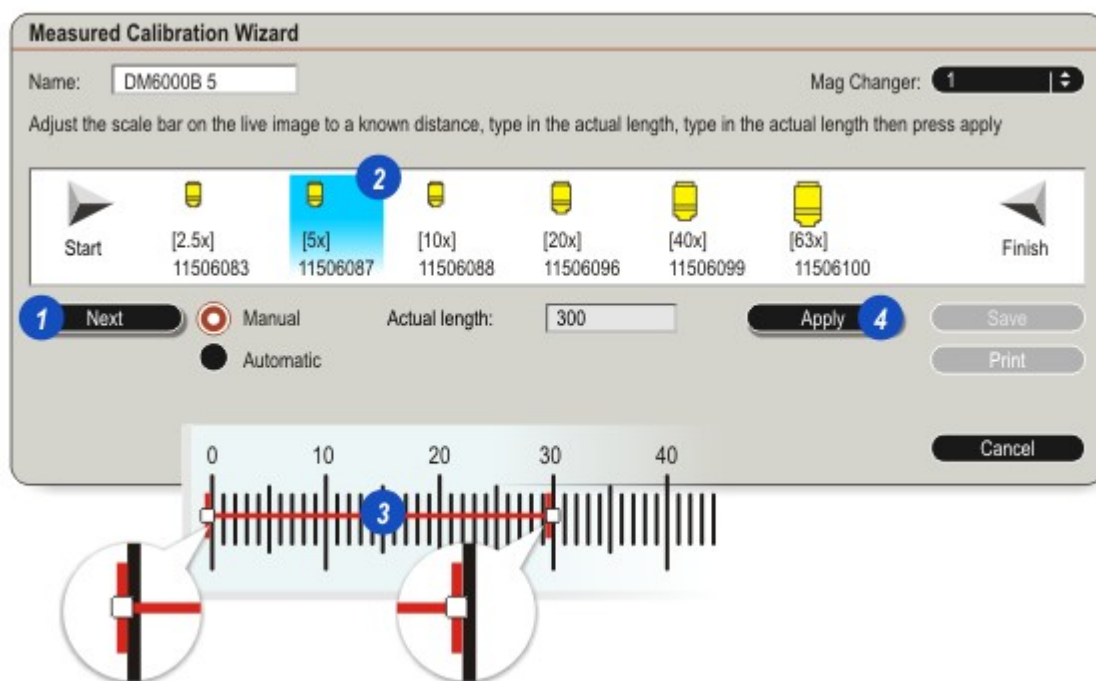 Measured Calibration Wizard
Name: DM6000B 5 Mag Changer: 1
Adjust the scale bar on the live image to a known distance, type in the actual length, type in the actual length then press apply
2
Start [2.5x] [5x] [10x] [20x] [40x] [63x] Finish
11506083 11506087 11506088 11506096 11506099 11506100
1 Next Manual Actual length: 300 Apply 4 Save
Automatic Print
Cancel
0 10 20 30 40
3